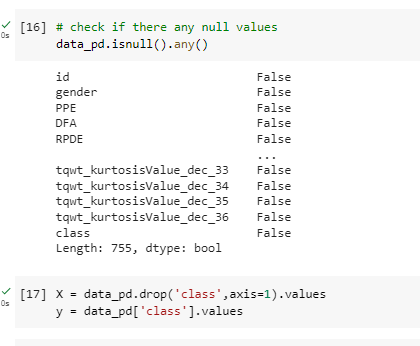 [16] # check if there any null values
0s
data_pd.isnull().any()
id False
gender False
PPE False
DFA False
RPDE False
...
tqwt_kurtosisValue_dec_33 False
tqwt_kurtosisValue_dec_34 False
tqwt_kurtosisValue_dec_35 False
tqwt_kurtosisValue_dec_36 False
class False
Length: 755, dtype: bool
[17] X = data_pd.drop('class',axis=1).values
0s
y = data_pd['class'].values